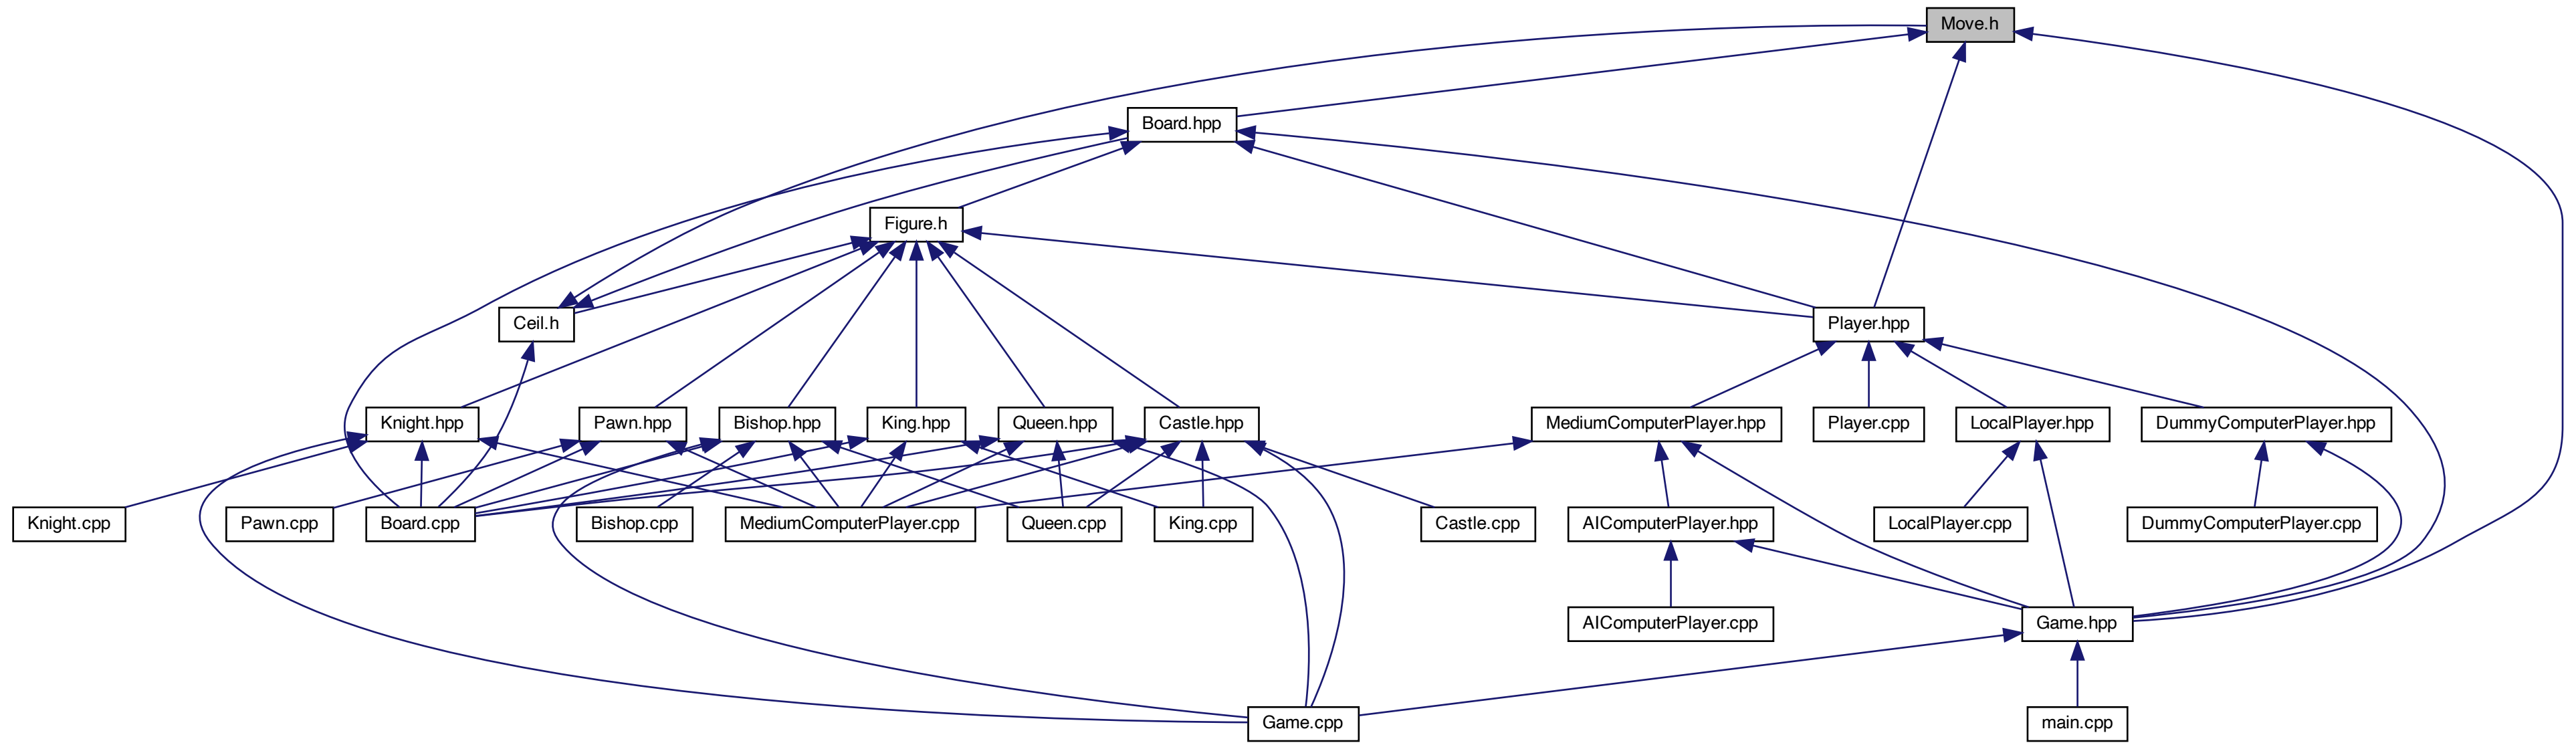 Move.h
Board.hpp
Figure.h
Ceil.h
Player.hpp
Knight.hpp
Pawn.hpp
Bishop.hpp
King.hpp
Queen.hpp
Castle.hpp
MediumComputerPlayer.hpp
Player.cpp
LocalPlayer.hpp
DummyComputerPlayer.hpp
Knight.cpp
Pawn.cpp
Board.cpp
Bishop.cpp
MediumComputerPlayer.cpp
Queen.cpp
King.cpp
Castle.cpp
AIComputerPlayer.hpp
LocalPlayer.cpp
DummyComputerPlayer.cpp
AIComputerPlayer.cpp
Game.hpp
Game.cpp
main.cpp